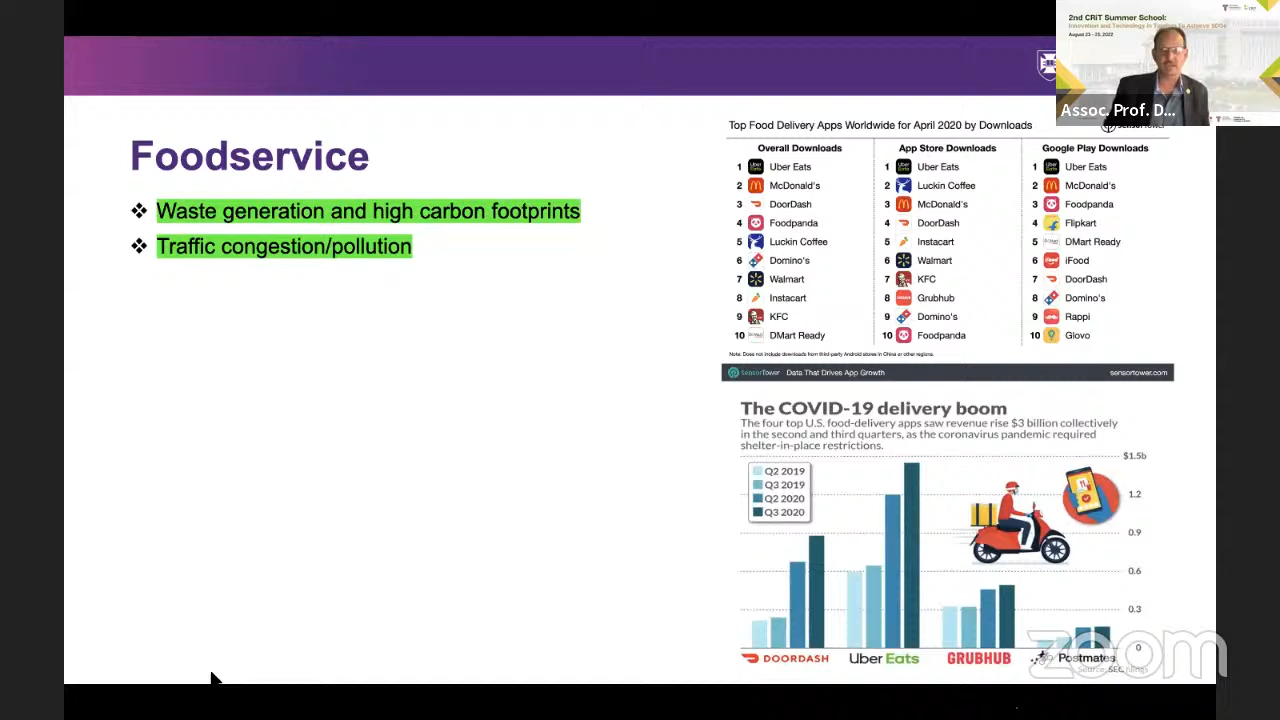 2nd CRiT Summer School:
Innovation and Technology in Tourism To Achieve SDGs
August 23 - 25, 2022
Assoc. Prof. D...
Foodservice
❖ Waste generation and high carbon footprints
❖ Traffic congestion/pollution
Top Food Delivery Apps Worldwide for April 2020 by Downloads
Overall Downloads
1 Uber Eats
2 McDonald's
3 DoorDash
4 Foodpanda
5 Luckin Coffee
6 Domino's
7 Walmart
8 Instacart
9 KFC
10 DMart Ready
App Store Downloads
1 Uber Eats
2 Luckin Coffee
3 McDonald's
4 DoorDash
5 Instacart
6 Walmart
7 KFC
8 Grubhub
9 Domino's
10 Foodpanda
Google Play Downloads
1 Uber Eats
2 McDonald's
3 Foodpanda
4 Flipkart
5 DMart Ready
6 iFood
7 DoorDash
8 Domino's
9 Rappi
10 Glovo
Note: Does not include downloads from third-party Android stores in China or other regions.
SensorTower Data That Drives App Growth sensortower.com
The COVID-19 delivery boom
The four top U.S. food-delivery apps saw revenue rise $3 billion collectively
in the second and third quarters, as the coronavirus pandemic required
shelter-in-place restrictions.
$1.5b
1.2
0.9
0.6
0.3
0
Q2 2019
Q3 2019
Q2 2020
Q3 2020
DOORDASH
Uber Eats
GRUBHUB
Postmates
Source: SEC filings
zoom